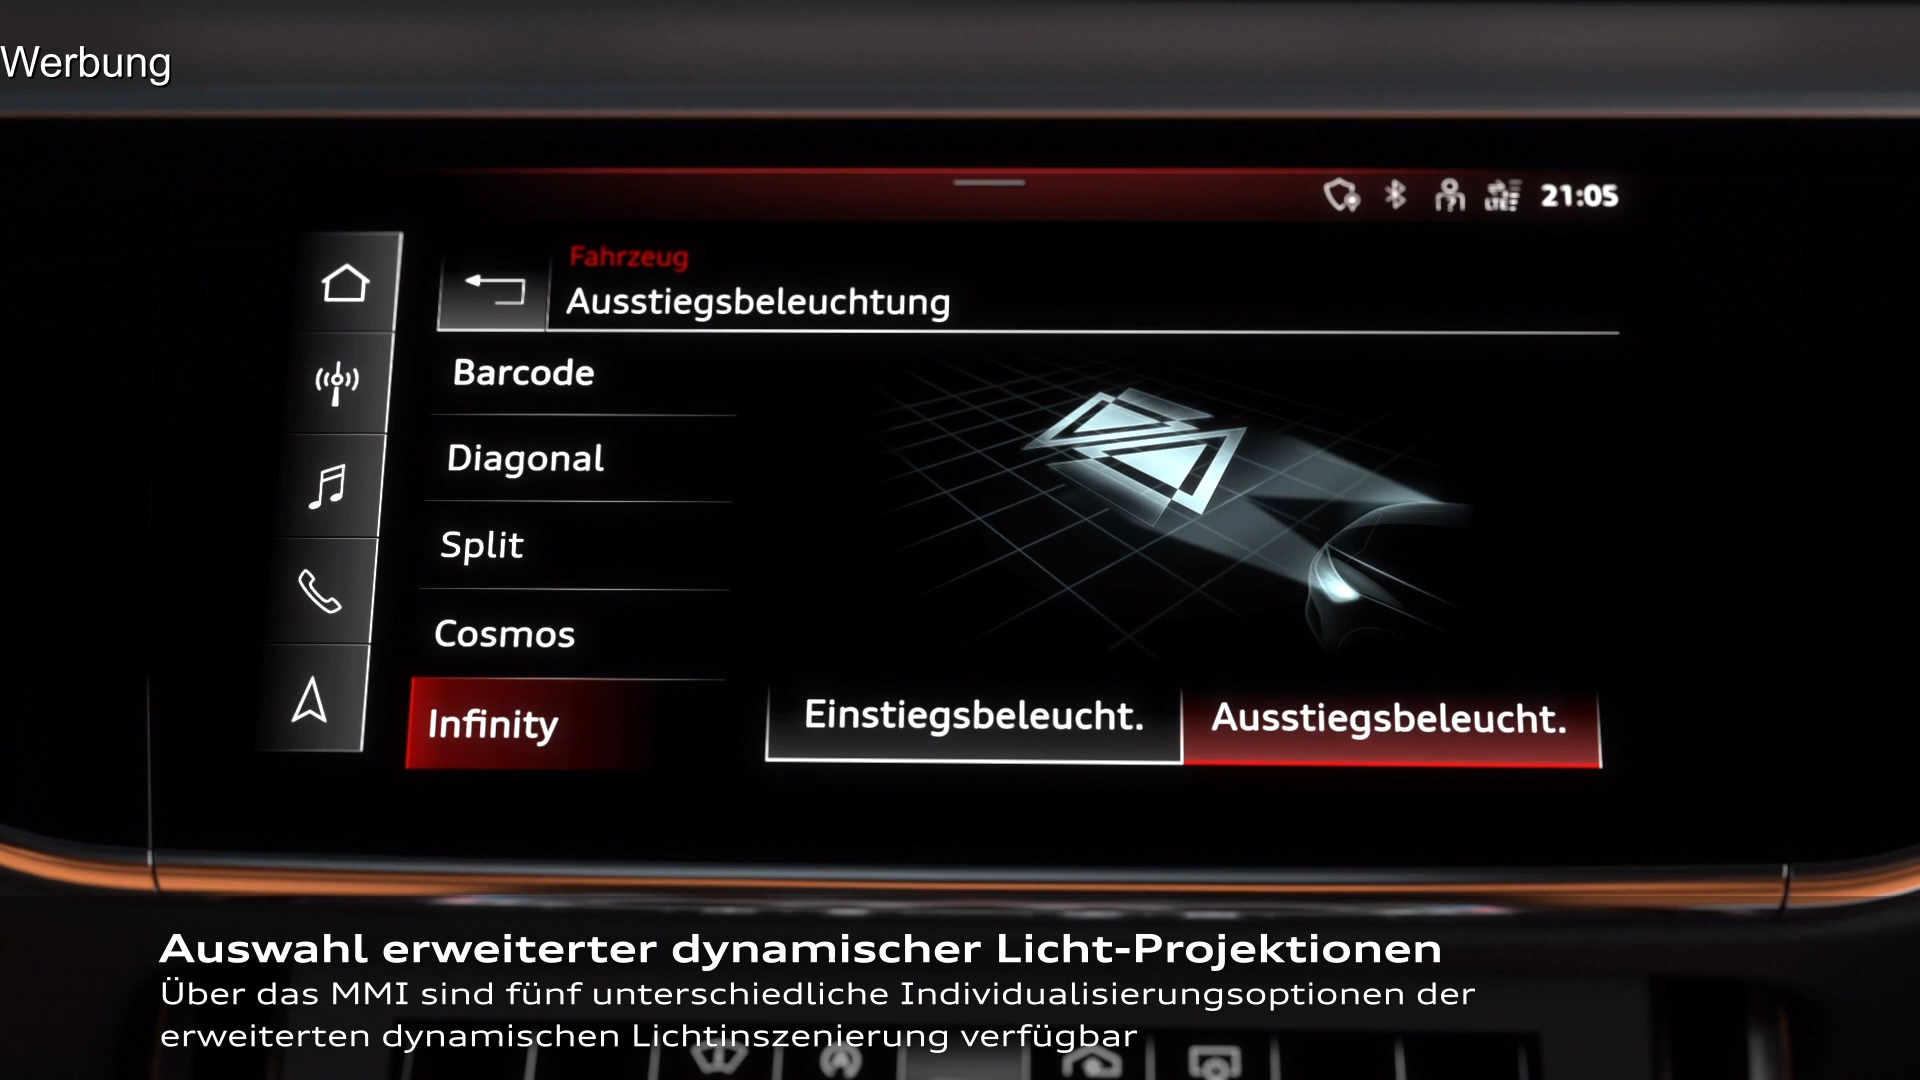 Werbung
21:05
Fahrzeug
Ausstiegsbeleuchtung
Barcode
Diagonal
Split
Cosmos
Infinity
Einstiegsbeleucht.
Ausstiegsbeleucht.
Auswahl erweiterter dynamischer Licht-Projektionen
Über das MMI sind fünf unterschiedliche Individualisierungsoptionen der
erweiterten dynamischen Lichtinszenierung verfügbar